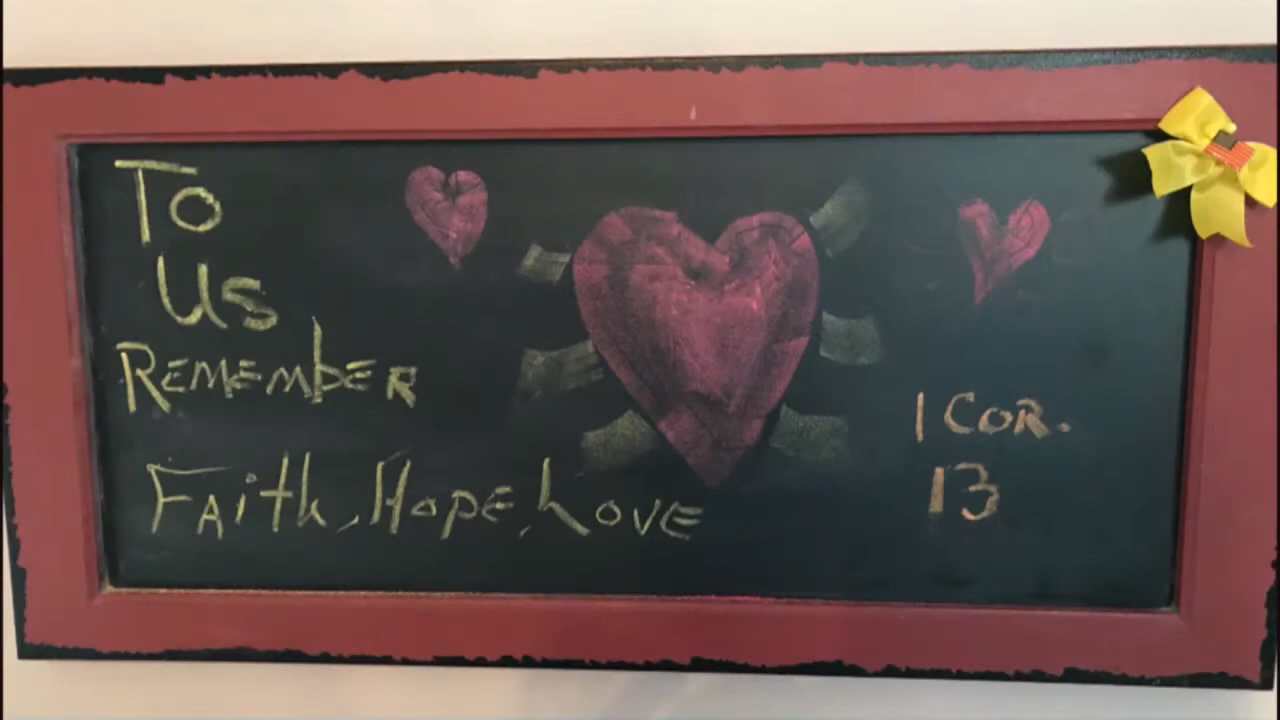 To
Us
REMEMbER
FAith, HOPE, LOVE
1 COR.
13